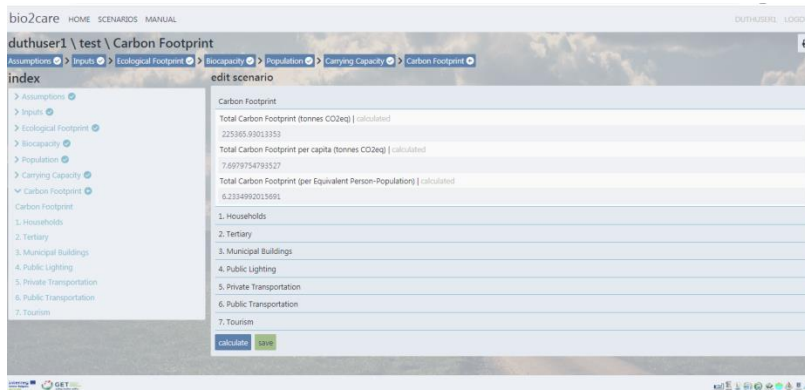 bio2care HOME SCENARIOS MANUAL DUTHUSER1 LOGO
duthuser1 \ test \ Carbon Footprint
Assumptions > Inputs > Ecological Footprint > Biocapacity > Population > Carrying Capacity > Carbon Footprint
index
> Assumptions
> Inputs
> Ecological Footprint
> Biocapacity
> Population
> Carrying Capacity
Carbon Footprint
Carbon Footprint
1. Households
2. Tertiary
3. Municipal Buildings
4. Public Lighting
5. Private Transportation
6. Public Transportation
7. Tourism
edit scenario
Carbon Footprint
Total Carbon Footprint (tonnes CO2eq) | calculated
225365.93013353
Total Carbon Footprint per capita (tonnes CO2eq) | calculated
7.6979754793527
Total Carbon Footprint (per Equivalent Person-Population) | calculated
6.2334992015691
1. Households
2. Tertiary
3. Municipal Buildings
4. Public Lighting
5. Private Transportation
6. Public Transportation
7. Tourism
calculate save
GET